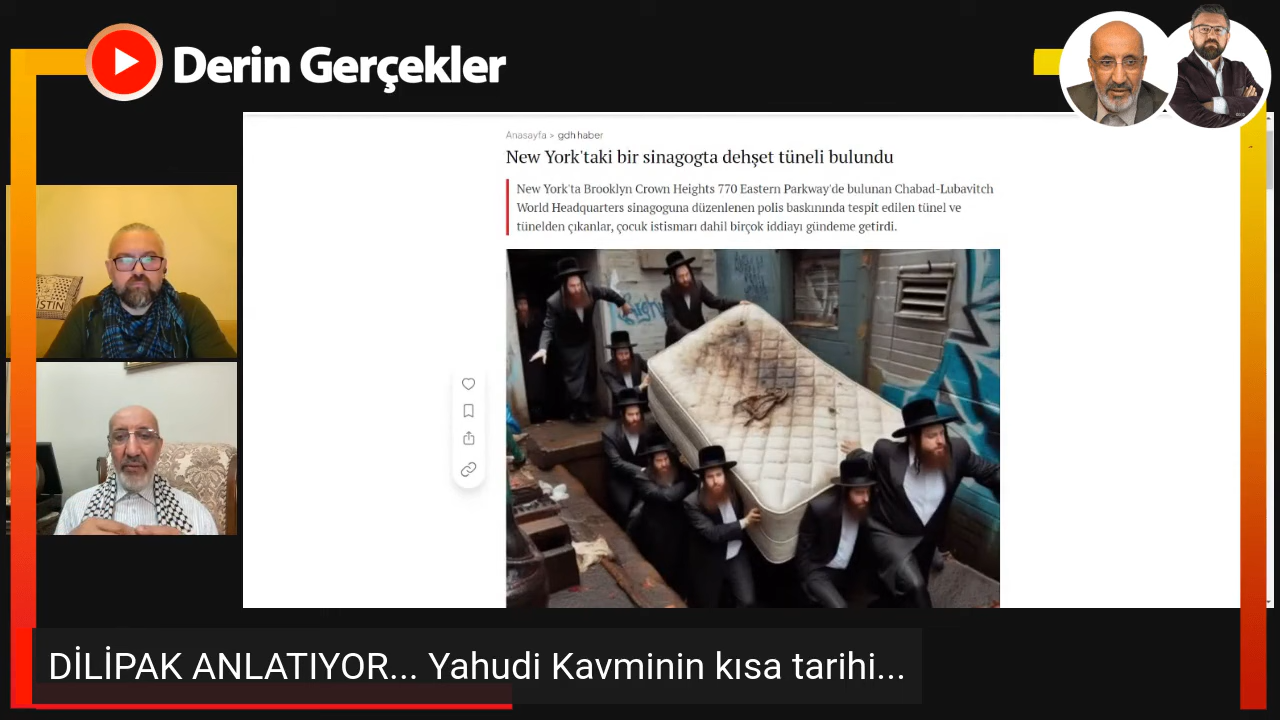 Derin Gerçekler
Anasayfa > gdh haber
New York'taki bir sinagogta dehşet tüneli bulundu
New York'ta Brooklyn Crown Heights 770 Eastern Parkway'de bulunan Chabad-Lubavitch
World Headquarters sinagoguna düzenlenen polis baskınında tespit edilen tünel ve
tünelden çıkanlar, çocuk istismarı dahil birçok iddiayı gündeme getirdi.
DİLİPAK ANLATIYOR... Yahudi Kavminin kısa tarihi...